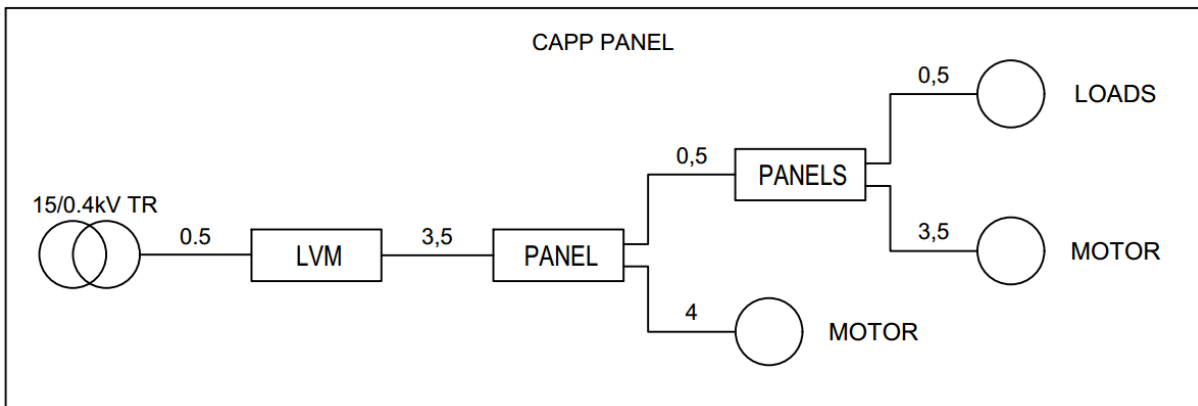 CAPP PANEL
0,5
LOADS
0,5
PANELS
15/0.4kV TR
0.5
LVM
3,5
PANEL
3,5
MOTOR
4
MOTOR